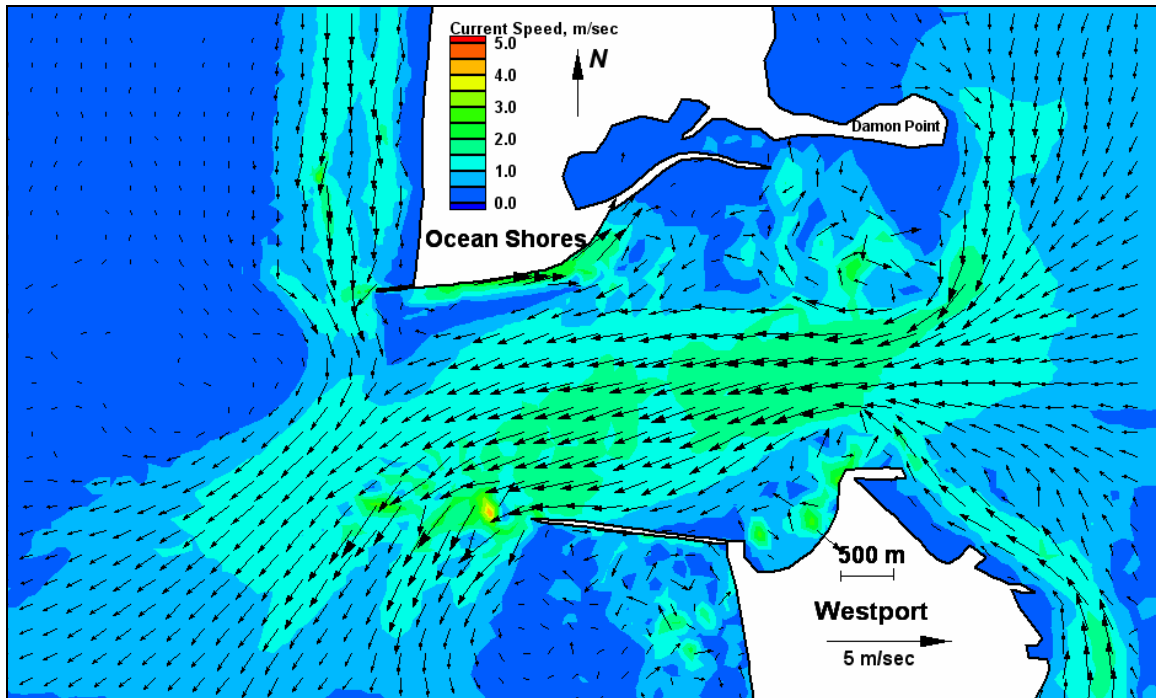 Current Speed, m/sec
5.0
4.0
3.0
2.0
1.0
0.0
N
Damon Point
Ocean Shores
500 m
Westport
5 m/sec